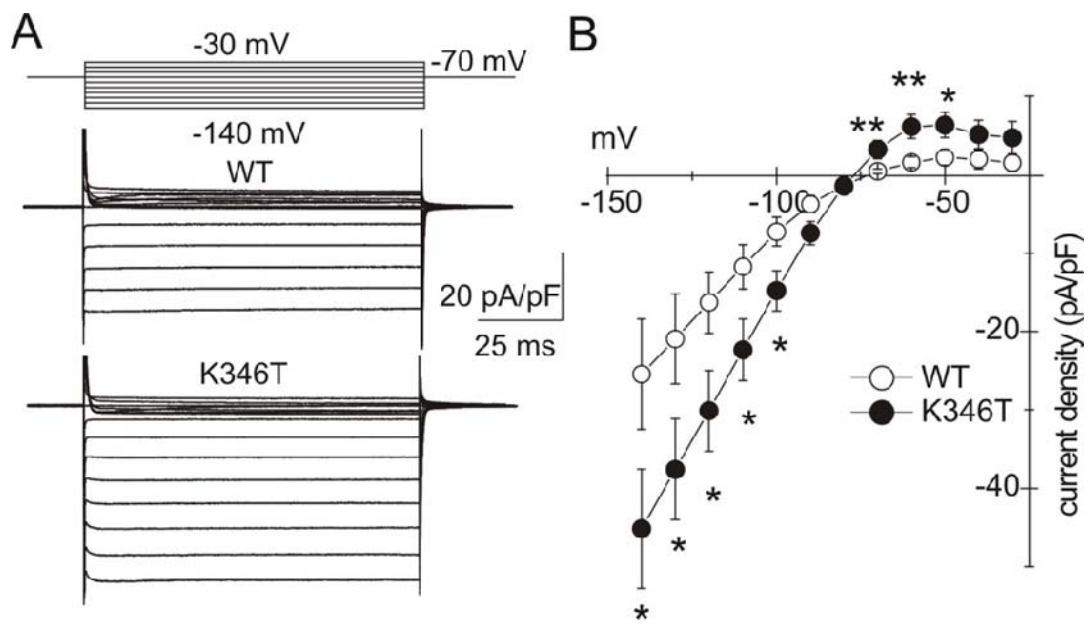 A
-30 mV
-70 mV
-140 mV
WT
20 pA/pF
25 ms
K346T
B
** *
**
mV
-150 -100 -50
-20
-40
current density (pA/pF)
WT
K346T
*
*
*
*
*